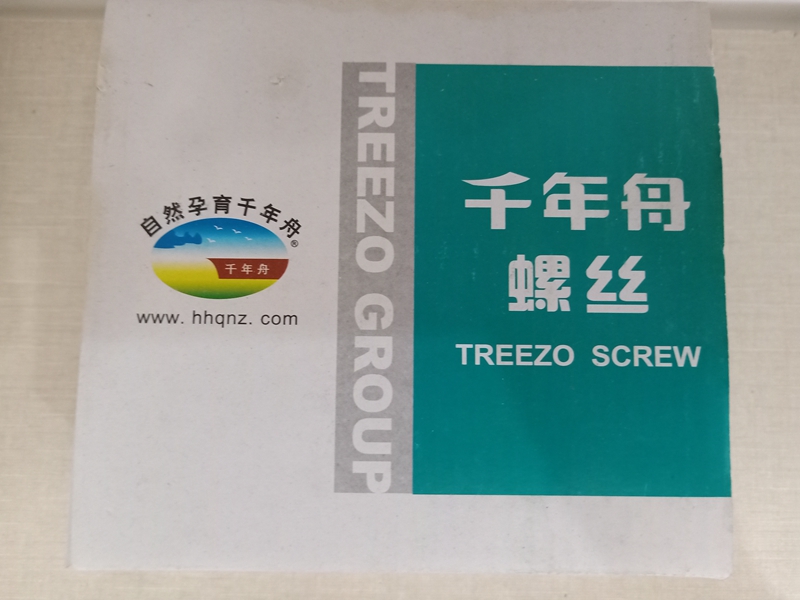 自然孕育千年舟
®
千年舟
www. hhqnz. com
TREEZO GROUP
千年舟
螺丝
TREEZO SCREW